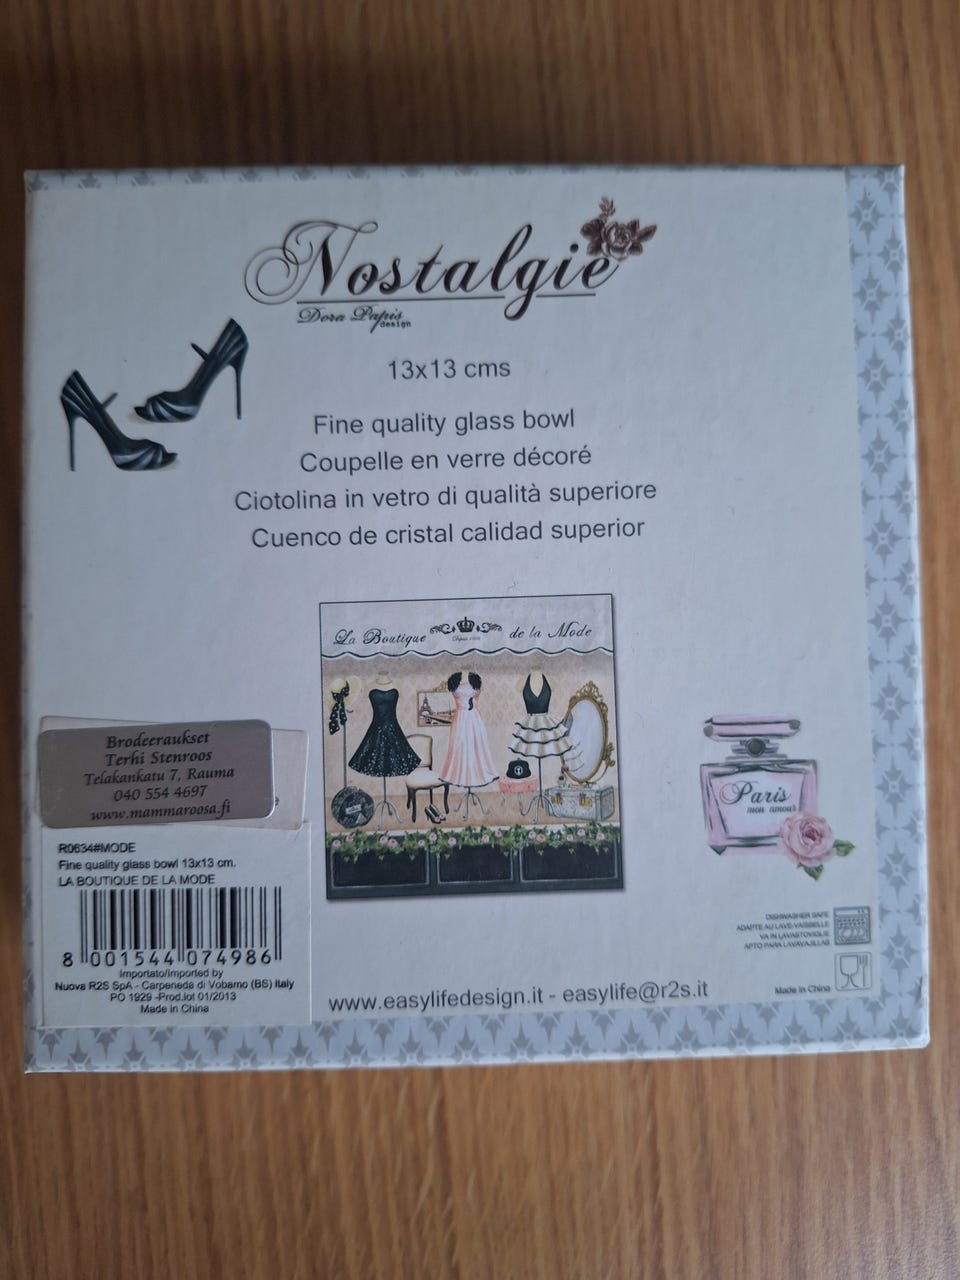 Nostalgie
Dora Papis
design
13x13 cms
Fine quality glass bowl
Coupelle en verre décoré
Ciotolina in vetro di qualità superiore
Cuenco de cristal calidad superior
La Boutique de la Mode
Paris
mon amour
Brodeeraukset
Terhi Stenroos
Telakankatu 7, Rauma
040 554 4697
www.mammaroosa.fi
R0634#MODE
Fine quality glass bowl 13x13 cm.
LA BOUTIQUE DE LA MODE
8 001544 074986
Importato/imported by
Nuova R2S SpA - Carpeneda di Vobarno (BS) Italy
PO 1929 -Prod.lot 01/2013
Made in China
DISHWASHER SAFE
ADAPTE AU LAVE-VAISSELLE
VA IN LAVASTOVIGLIE
APTO PARA LAVAVAJILLAS
Made in China
www.easylifedesign.it - easylife@r2s.it